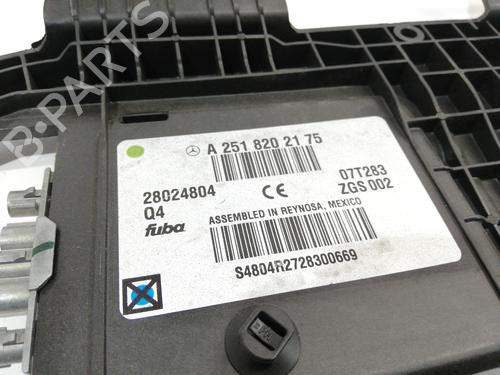 B-PARTS
A 251 820 21 75
28024804
07T283
Q4
CE
ZGS 002
fuba
ASSEMBLED IN REYNOSA, MEXICO
S4804R2728300669